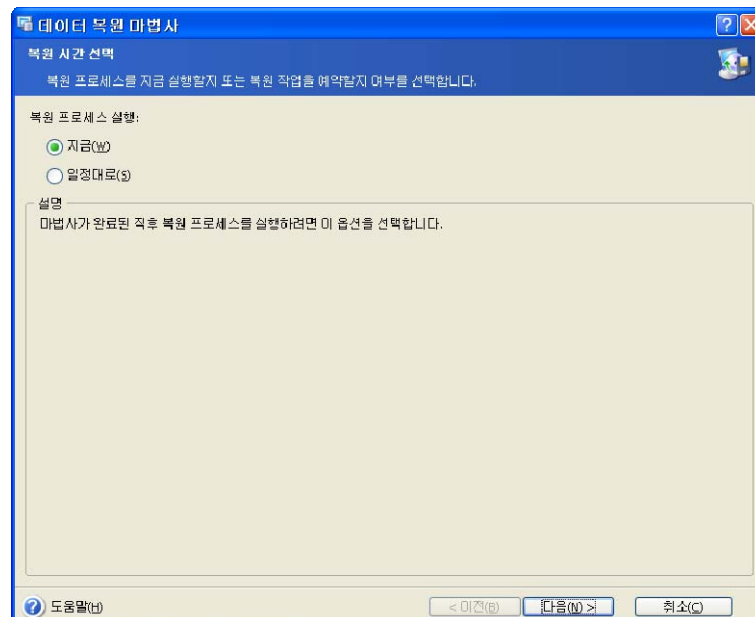 데이터 복원 마법사
복원 시간 선택
복원 프로세스를 지금 실행할지 또는 복원 작업을 예약할지 여부를 선택합니다.
복원 프로세스 실행:
지금(W)
일정대로(S)
설명
마법사가 완료된 직후 복원 프로세스를 실행하려면 이 옵션을 선택합니다.
도움말(H)
< 이전(B)
다음(N) >
취소(C)